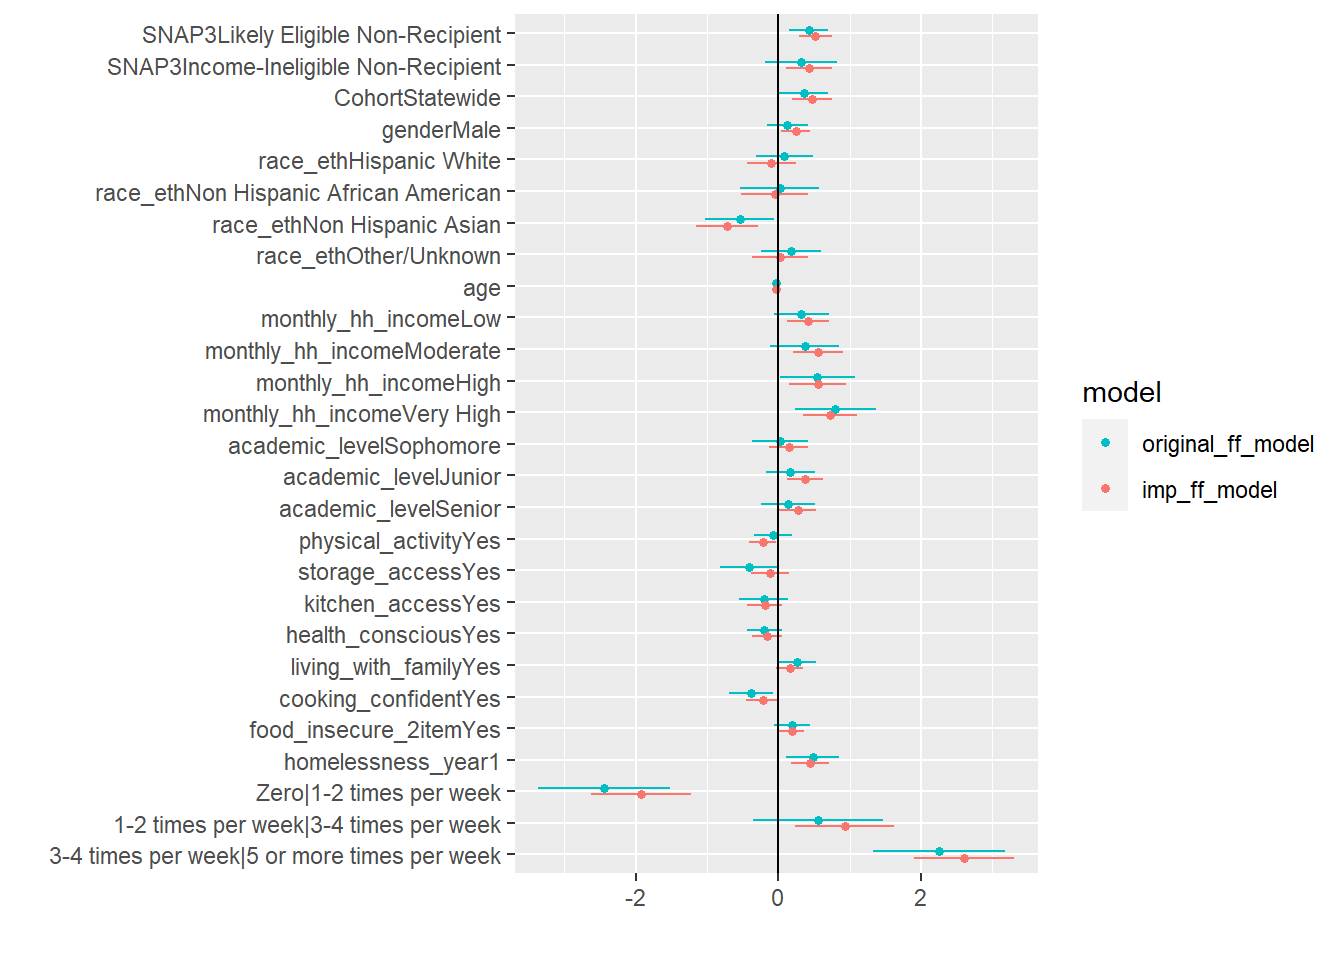 SNAP3Likely Eligible Non-Recipient
SNAP3Income-Ineligible Non-Recipient
CohortStatewide
genderMale
race_ethHispanic White
race_ethNon Hispanic African American
race_ethNon Hispanic Asian
race_ethOther/Unknown
age
monthly_hh_incomeLow
monthly_hh_incomeModerate
monthly_hh_incomeHigh
monthly_hh_incomeVery High
academic_levelSophomore
academic_levelJunior
academic_levelSenior
physical_activityYes
storage_accessYes
kitchen_accessYes
health_consciousYes
living_with_familyYes
cooking_confidentYes
food_insecure_2itemYes
homelessness_year1
Zero|1-2 times per week
1-2 times per week|3-4 times per week
3-4 times per week|5 or more times per week
-2 0 2
model
original_ff_model
imp_ff_model